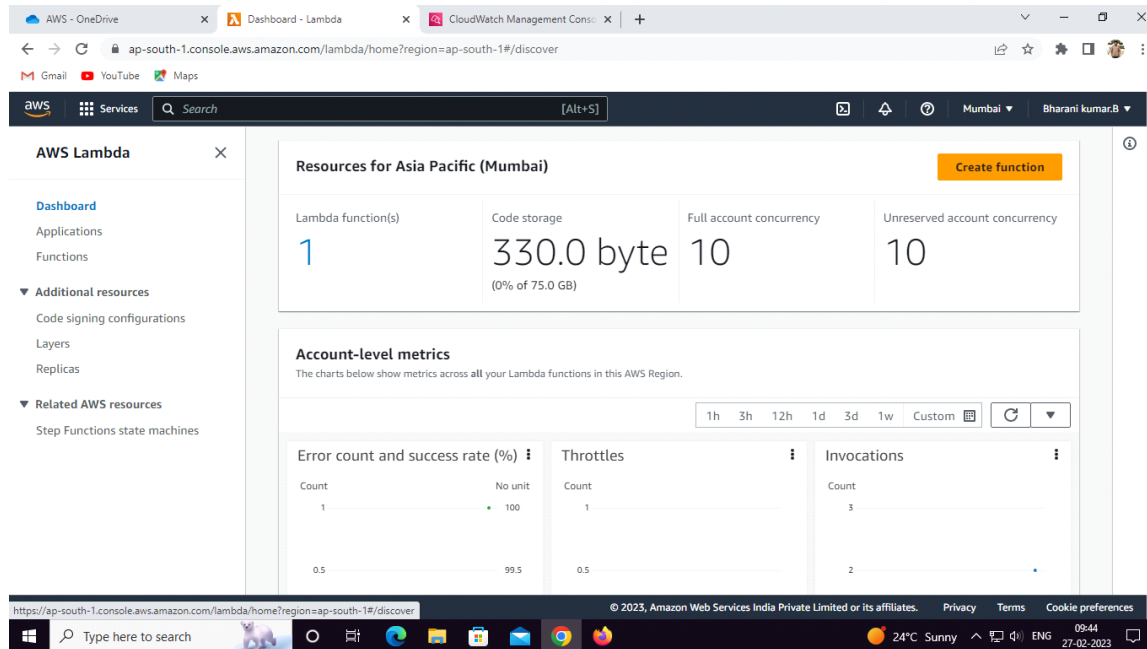 AWS - OneDrive
Dashboard - Lambda
CloudWatch Management Conso
ap-south-1.console.aws.amazon.com/lambda/home?region=ap-south-1#/discover
Gmail YouTube Maps
aws Services Search [Alt+S] Mumbai ▼ Bharani kumar.B ▼
AWS Lambda
Dashboard
Applications
Functions
Additional resources
Code signing configurations
Layers
Replicas
Related AWS resources
Step Functions state machines
Resources for Asia Pacific (Mumbai)
Create function
Lambda function(s)
1
Code storage
330.0 byte
(0% of 75.0 GB)
Full account concurrency
10
Unreserved account concurrency
10
Account-level metrics
The charts below show metrics across all your Lambda functions in this AWS Region.
1h 3h 12h 1d 3d 1w Custom
Error count and success rate (%)
Count No unit
1 100
0.5 99.5
Throttles
Count
1
0.5
Invocations
Count
3
2
https://ap-south-1.console.aws.amazon.com/lambda/home?region=ap-south-1#/discover
© 2023, Amazon Web Services India Private Limited or its affiliates. Privacy Terms Cookie preferences
Type here to search
24°C Sunny
ENG
09:44
27-02-2023